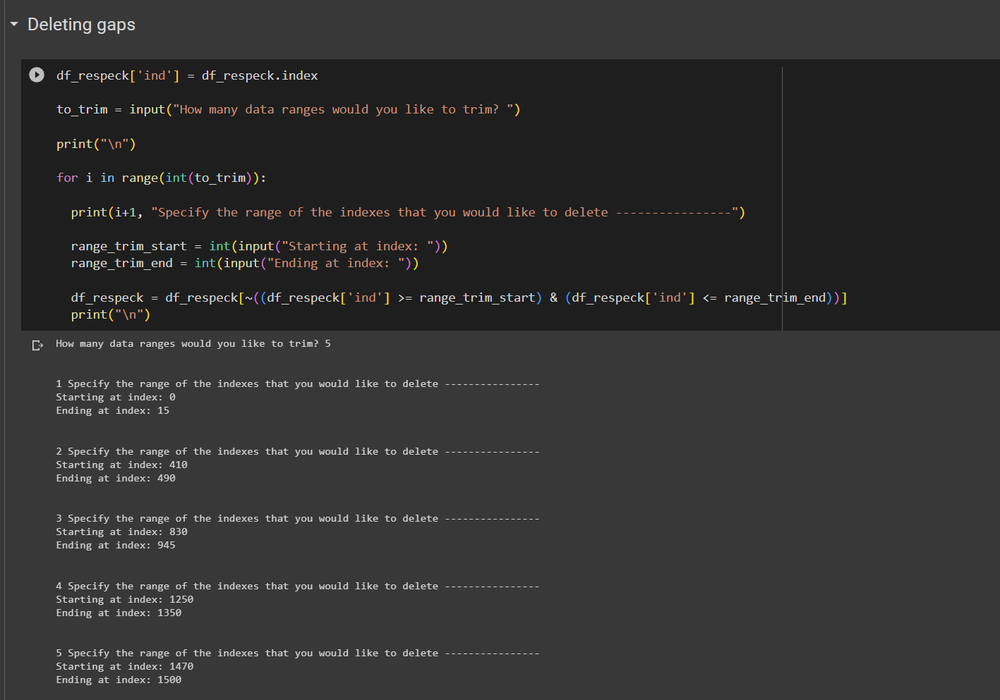 Deleting gaps
df_respeck['ind'] = df_respeck.index
to_trim = input("How many data ranges would you like to trim? ")
print("\n")
for i in range(int(to_trim)):
print(i+1, "Specify the range of the indexes that you would like to delete ----------------")
range_trim_start = int(input("Starting at index: "))
range_trim_end = int(input("Ending at index: "))
df_respeck = df_respeck[~((df_respeck['ind'] >= range_trim_start) & (df_respeck['ind'] <= range_trim_end))]
print("\n")
How many data ranges would you like to trim? 5
1 Specify the range of the indexes that you would like to delete ----------------
Starting at index: 0
Ending at index: 15
2 Specify the range of the indexes that you would like to delete ----------------
Starting at index: 410
Ending at index: 490
3 Specify the range of the indexes that you would like to delete ----------------
Starting at index: 830
Ending at index: 945
4 Specify the range of the indexes that you would like to delete ----------------
Starting at index: 1250
Ending at index: 1350
5 Specify the range of the indexes that you would like to delete ----------------
Starting at index: 1470
Ending at index: 1500